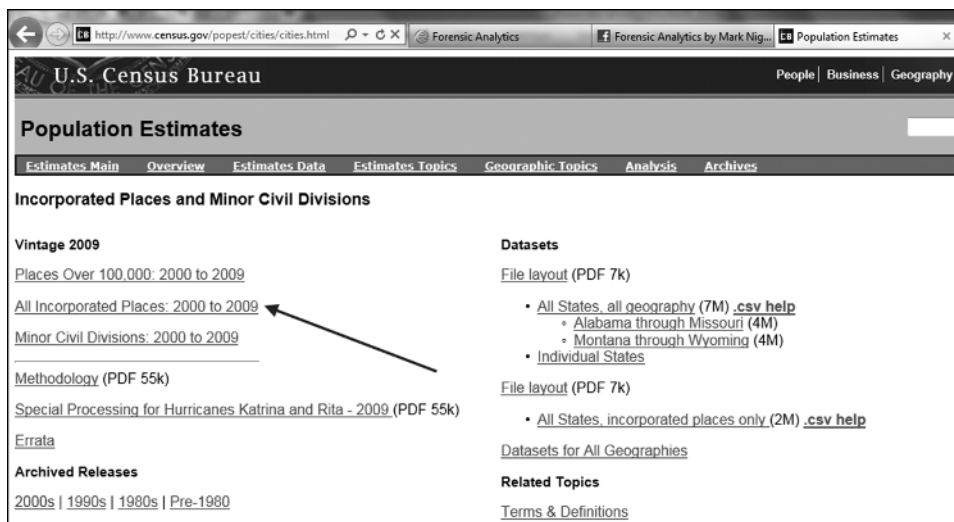 http://www.census.gov/popest/cities/cities.html
Forensic Analytics
Forensic Analytics by Mark Nig...
Population Estimates
U.S. Census Bureau
People | Business | Geography
Population Estimates
Estimates Main Overview Estimates Data Estimates Topics Geographic Topics Analysis Archives
Incorporated Places and Minor Civil Divisions
Vintage 2009
Places Over 100,000: 2000 to 2009
All Incorporated Places: 2000 to 2009
Minor Civil Divisions: 2000 to 2009
Methodology (PDF 55k)
Special Processing for Hurricanes Katrina and Rita - 2009 (PDF 55k)
Errata
Archived Releases
2000s | 1990s | 1980s | Pre-1980
Datasets
File layout (PDF 7k)
All States, all geography (7M) .csv help
Alabama through Missouri (4M)
Montana through Wyoming (4M)
Individual States
File layout (PDF 7k)
All States, incorporated places only (2M) .csv help
Datasets for All Geographies
Related Topics
Terms & Definitions